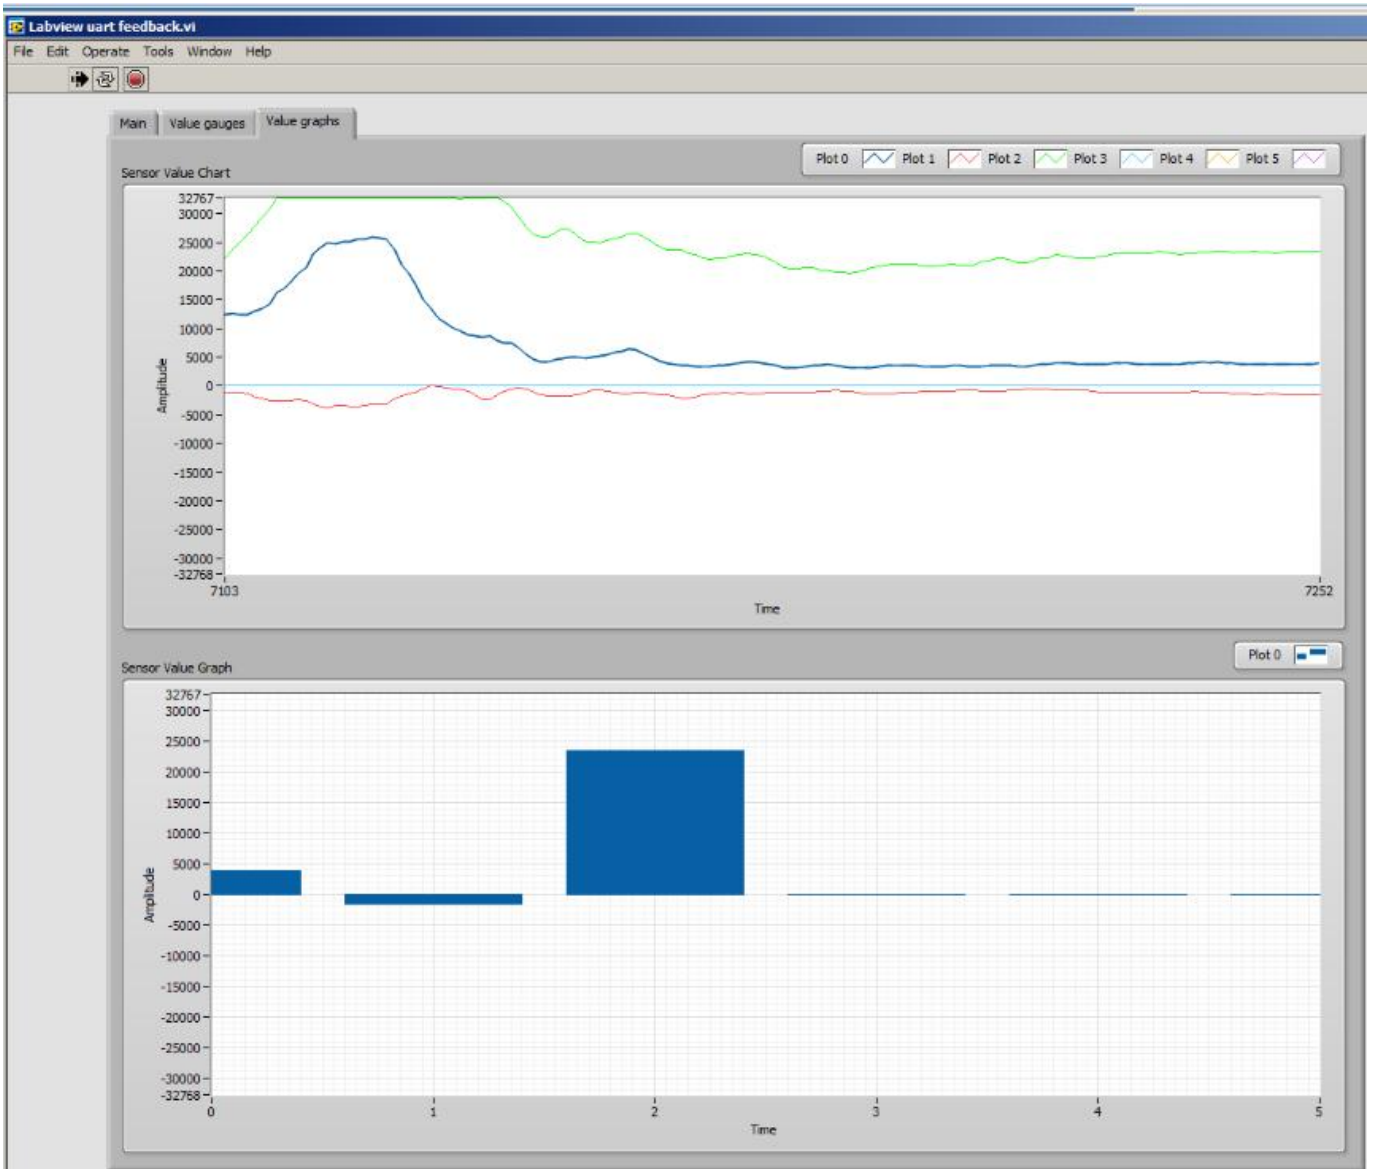 Labview uart feedback.vi
File Edit Operate Tools Window Help
Main Value gauges Value graphs
Plot 0 Plot 1 Plot 2 Plot 3 Plot 4 Plot 5
Sensor Value Chart
32767
30000
25000
20000
15000
10000
5000
0
-5000
-10000
-15000
-20000
-25000
-30000
-32768
Amplitude
7103 7252
Time
Plot 0
Sensor Value Graph
32767
30000
25000
20000
15000
10000
5000
0
-5000
-10000
-15000
-20000
-25000
-30000
-32768
Amplitude
0 1 2 3 4 5
Time